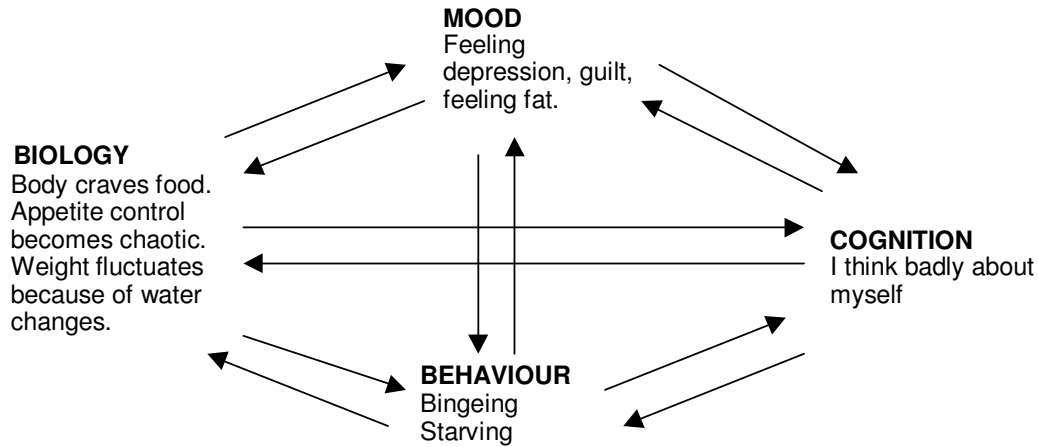 MOOD
Feeling
depression, guilt,
feeling fat.
BIOLOGY
Body craves food.
Appetite control
becomes chaotic.
Weight fluctuates
because of water
changes.
COGNITION
I think badly about
myself
BEHAVIOUR
Bingeing
Starving